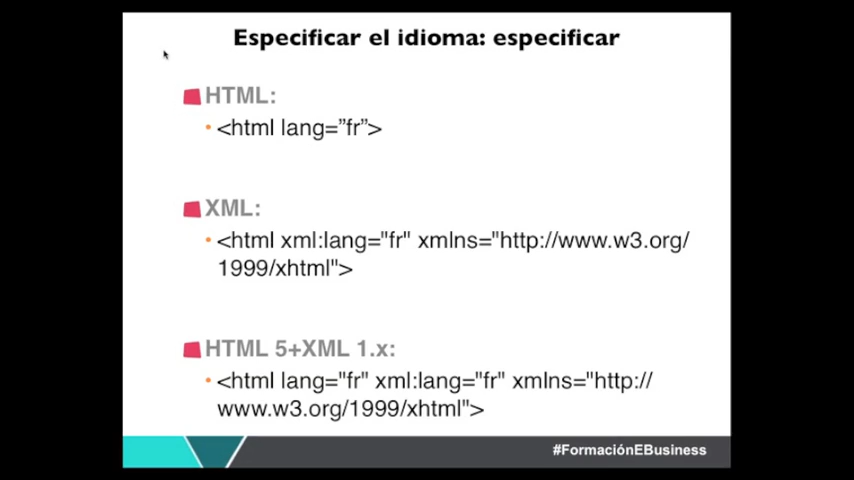 Especificar el idioma: especificar
HTML:
• <html lang=”fr”>
XML:
• <html xml:lang="fr" xmlns="http://www.w3.org/
1999/xhtml">
HTML 5+XML 1.x:
• <html lang="fr" xml:lang="fr" xmlns="http://
www.w3.org/1999/xhtml">
#FormaciónEBusiness